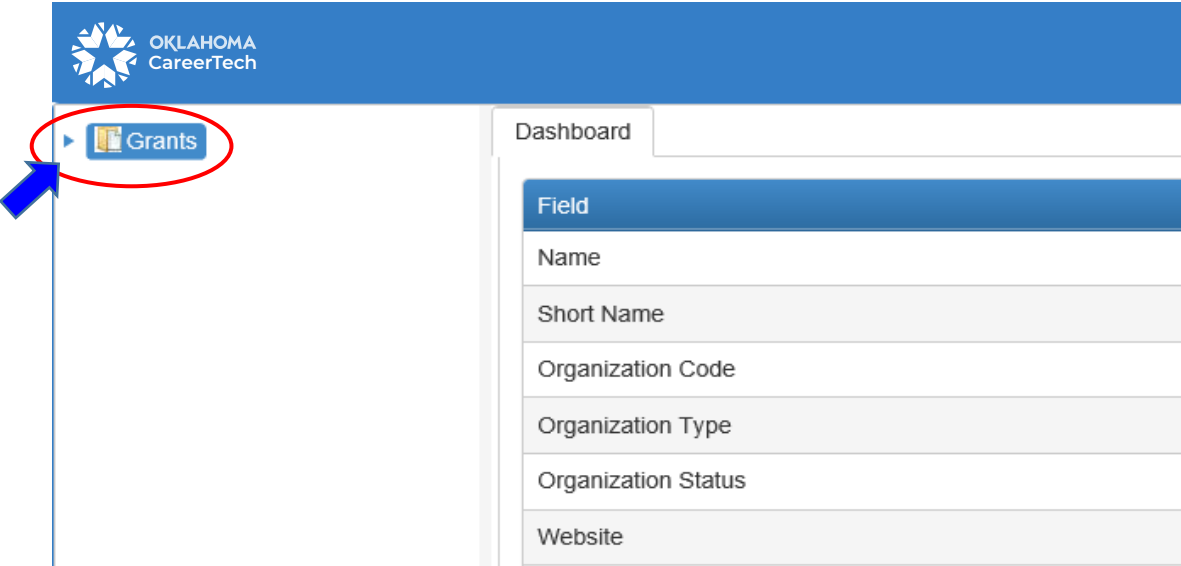 OKLAHOMA
CareerTech
Grants
Dashboard
Field
Name
Short Name
Organization Code
Organization Type
Organization Status
Website